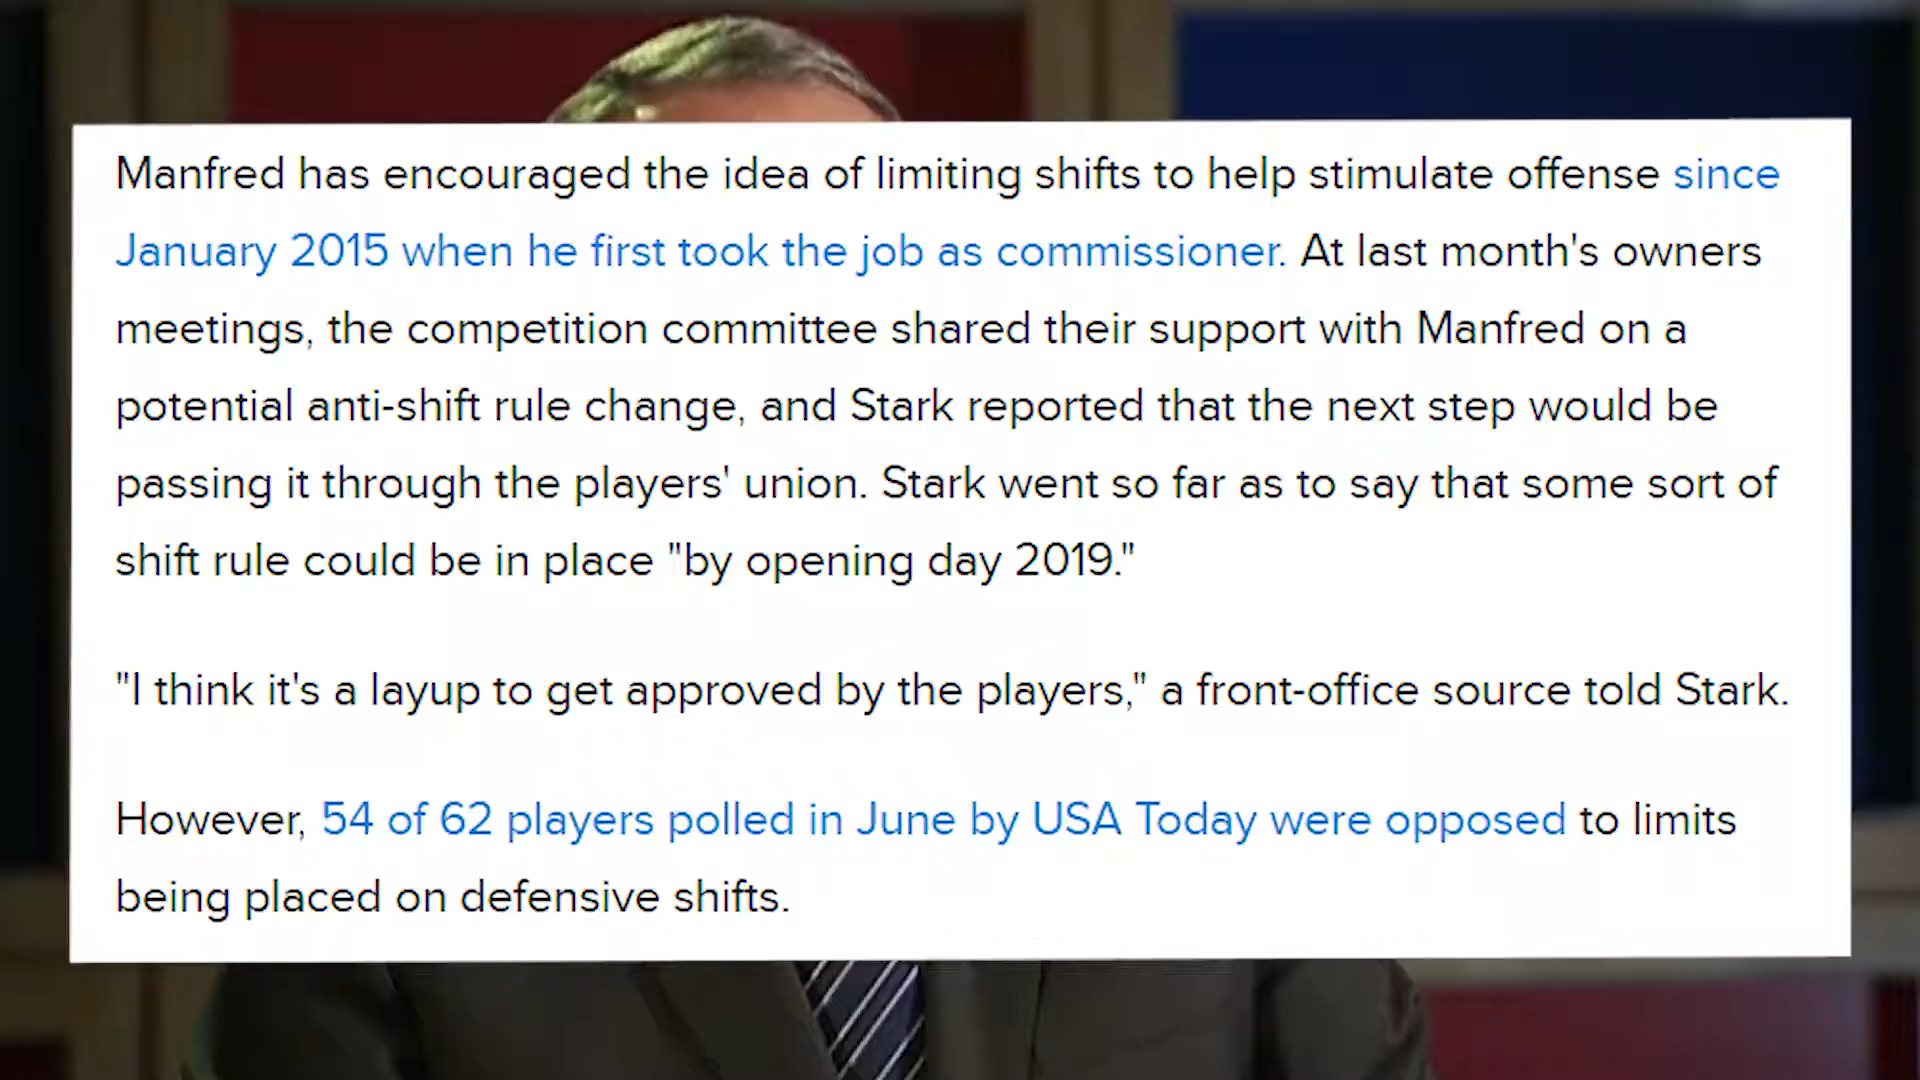 Manfred has encouraged the idea of limiting shifts to help stimulate offense since
January 2015 when he first took the job as commissioner. At last month's owners
meetings, the competition committee shared their support with Manfred on a
potential anti-shift rule change, and Stark reported that the next step would be
passing it through the players' union. Stark went so far as to say that some sort of
shift rule could be in place "by opening day 2019."
"I think it's a layup to get approved by the players," a front-office source told Stark.
However, 54 of 62 players polled in June by USA Today were opposed to limits
being placed on defensive shifts.